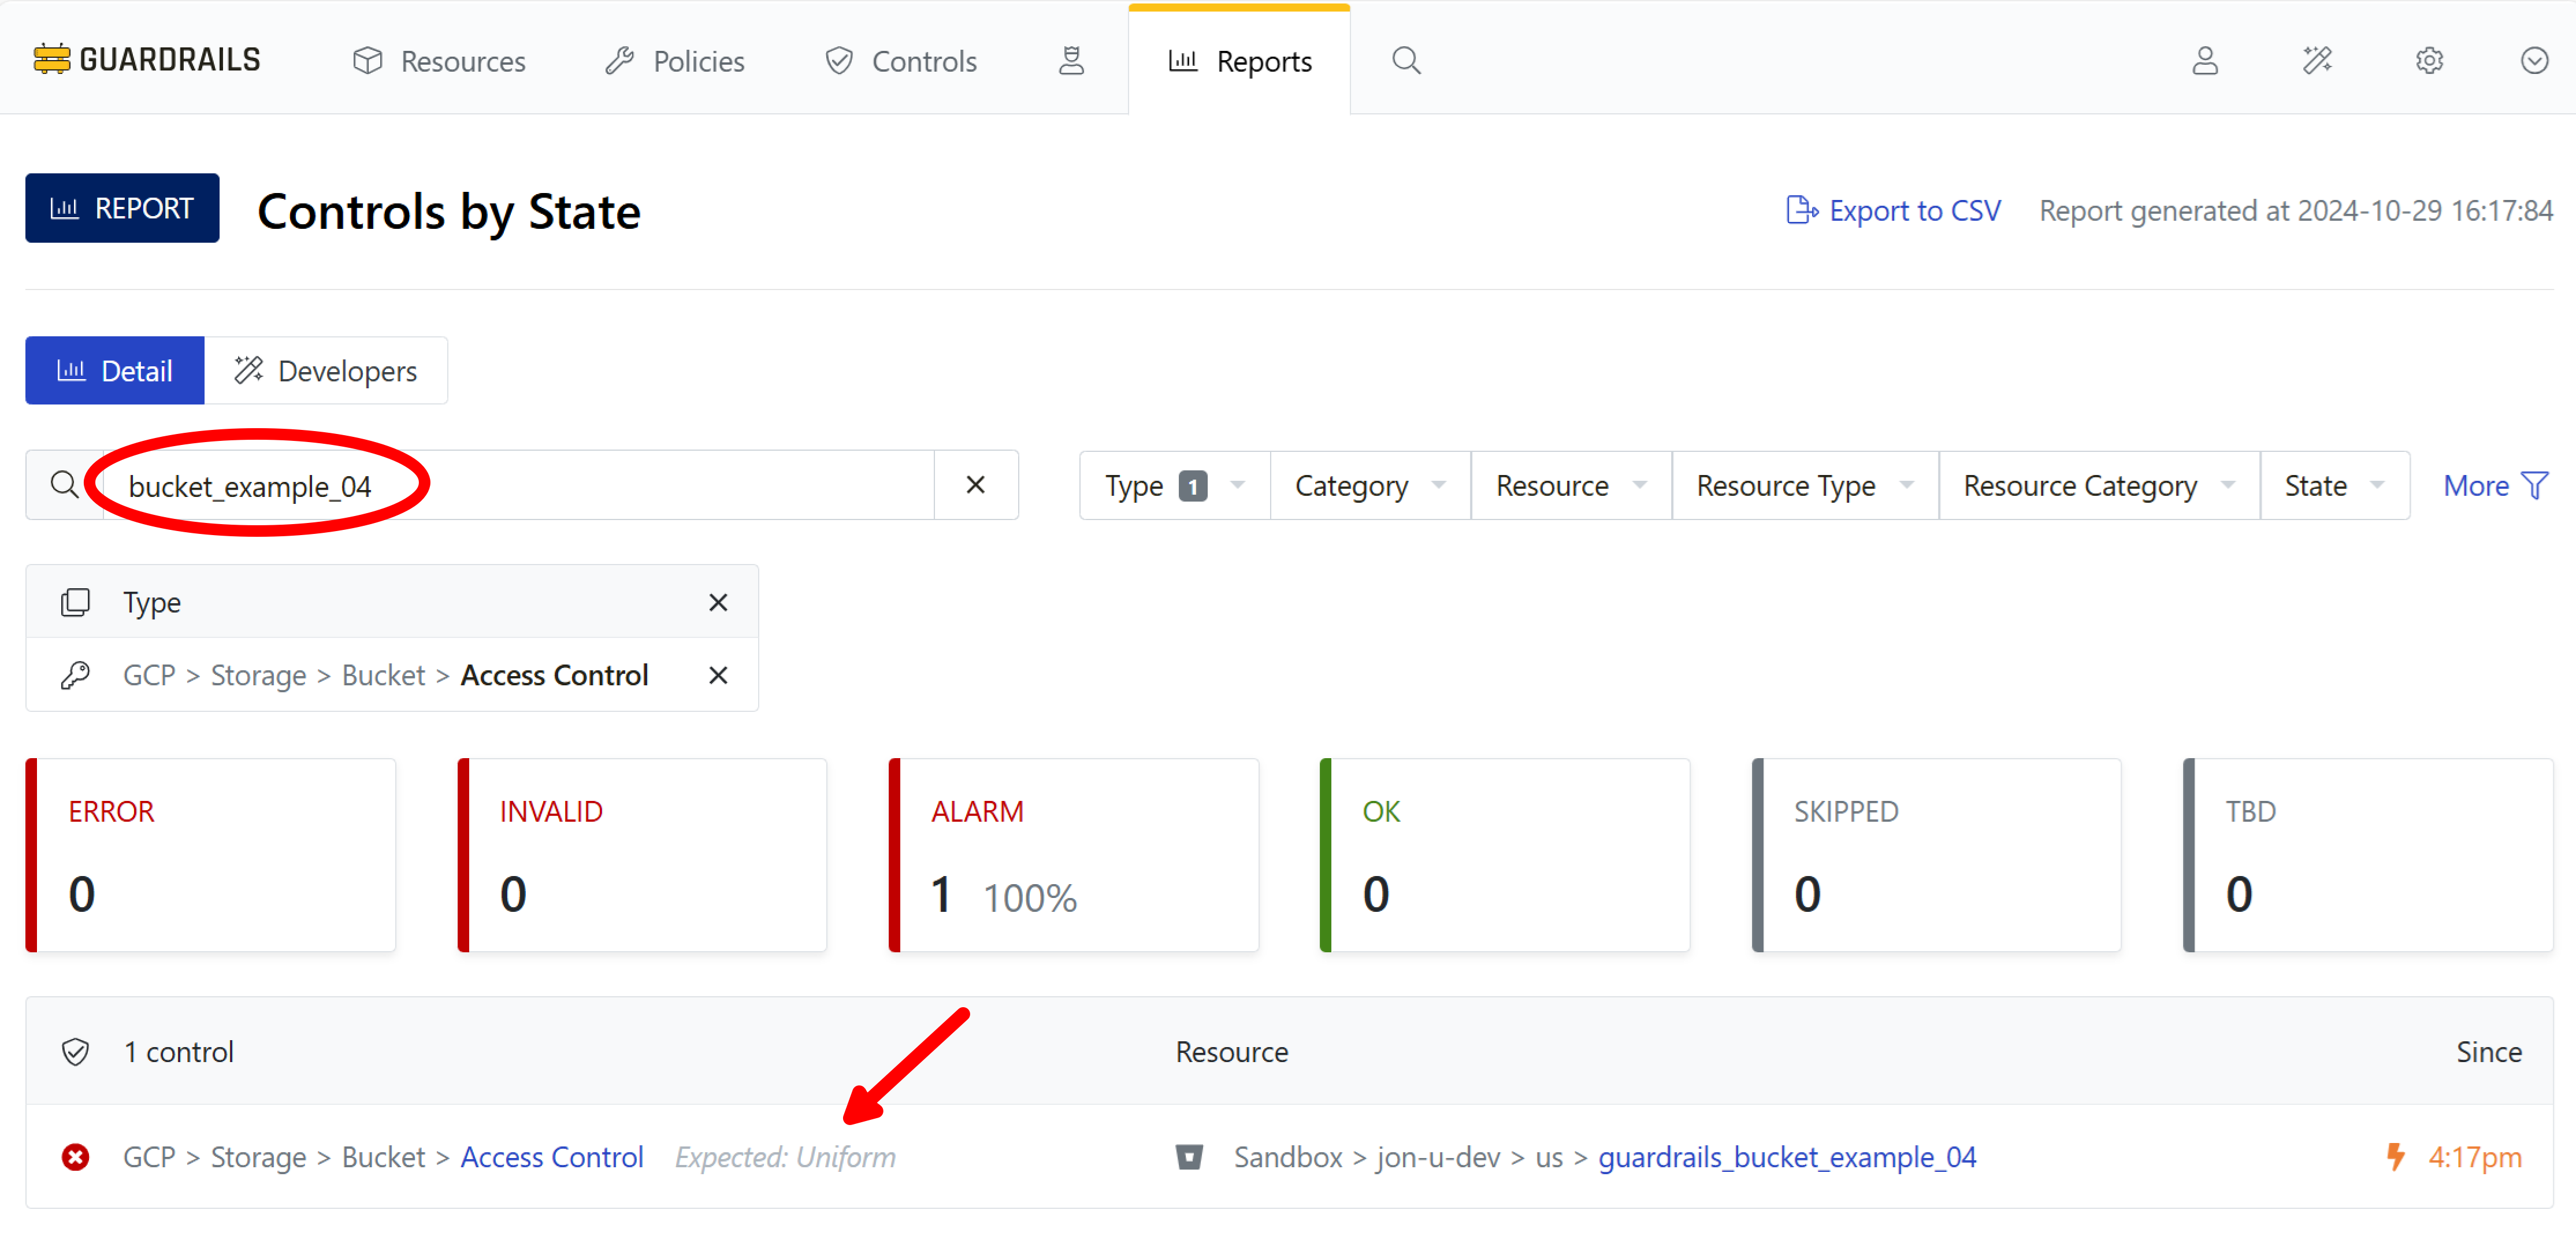 GUARDRAILS Resources Policies Controls Reports
REPORT Controls by State Export to CSV Report generated at 2024-10-29 16:17:84
Detail Developers
bucket_example_04 Type 1 Category Resource Resource Type Resource Category State More
Type
GCP > Storage > Bucket > Access Control
ERROR INVALID ALARM OK SKIPPED TBD
0 0 1 100% 0 0 0
1 control Resource Since
GCP > Storage > Bucket > Access Control Expected: Uniform Sandbox > jon-u-dev > us > guardrails_bucket_example_04 4:17pm